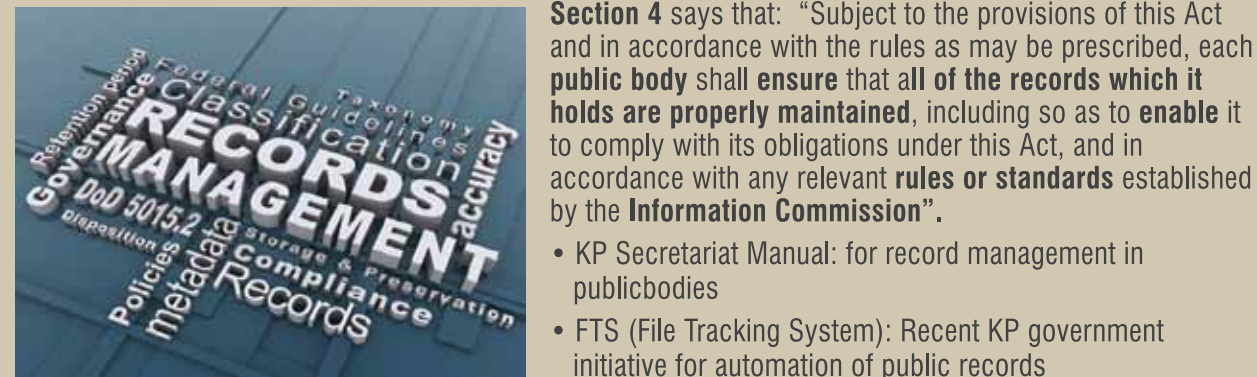 Federal Guidelines
Taxonomy
Retention Period
Classification
Governance
RECORDS
MANAGEMENT
accuracy
DoD 5015.2
Disposition
Storage & Preservation
Policies
metadata
Compliance
Records
Section 4 says that: “Subject to the provisions of this Act
and in accordance with the rules as may be prescribed, each
public body shall ensure that all of the records which it
holds are properly maintained, including so as to enable it
to comply with its obligations under this Act, and in
accordance with any relevant rules or standards established
by the Information Commission”.
• KP Secretariat Manual: for record management in
publicbodies
• FTS (File Tracking System): Recent KP government
initiative for automation of public records